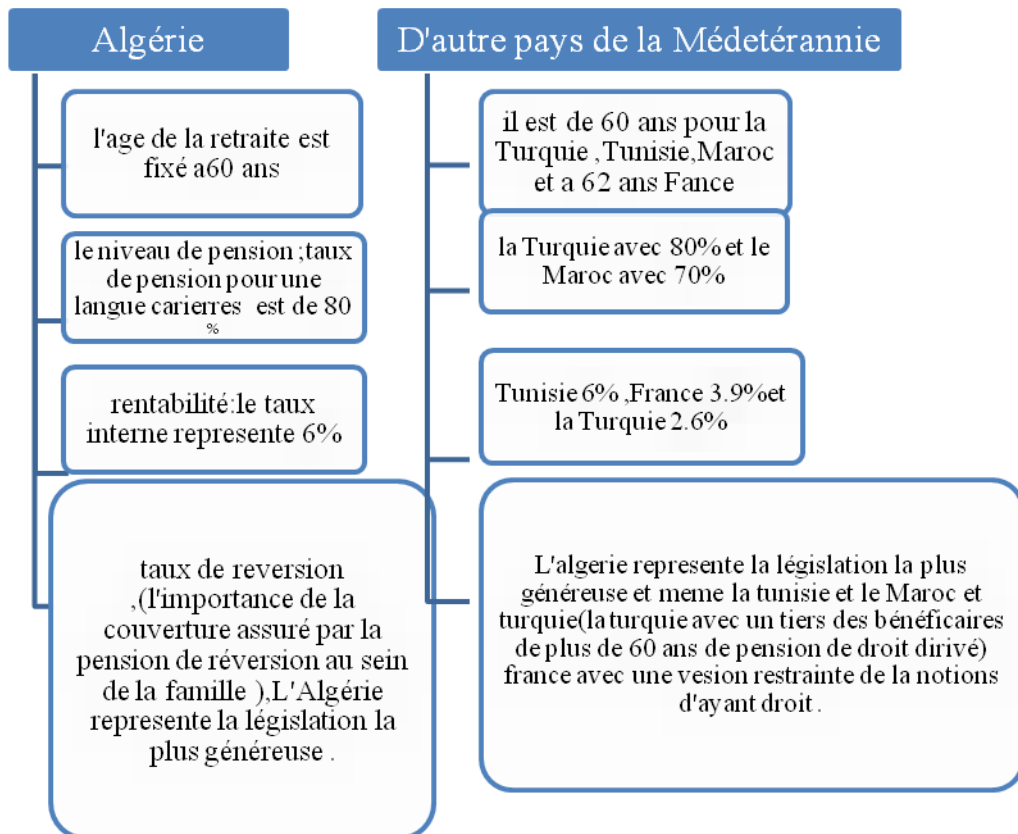 Algérie
l'age de la retraite est
fixé a60 ans
le niveau de pension ;taux
de pension pour une
langue carierres est de 80
%
rentabilité:le taux
interne represente 6%
taux de reversion
,(l'importance de la
couverture assuré par la
pension de réversion au sein
de la famille ),L'Algérie
represente la législation la
plus généreuse .
D'autre pays de la Médetérannie
il est de 60 ans pour la
Turquie ,Tunisie,Maroc
et a 62 ans Fance
la Turquie avec 80% et le
Maroc avec 70%
Tunisie 6% ,France 3.9%et
la Turquie 2.6%
L'algerie represente la législation la plus
généreuse et meme la tunisie et le Maroc et
turquie(la turquie avec un tiers des bénéficaires
de plus de 60 ans de pension de droit dirivé)
france avec une vesion restrainte de la notions
d'ayant droit .